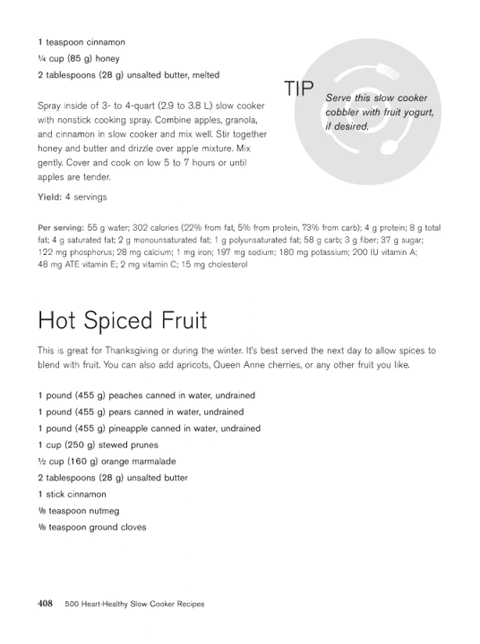 1 teaspoon cinnamon
¼ cup (85 g) honey
2 tablespoons (28 g) unsalted butter, melted
TIP
Serve this slow cooker
cobbler with fruit yogurt,
if desired.
Spray inside of 3- to 4-quart (2.9 to 3.8 L) slow cooker
with nonstick cooking spray. Combine apples, granola,
and cinnamon in slow cooker and mix well. Stir together
honey and butter and drizzle over apple mixture. Mix
gently. Cover and cook on low 5 to 7 hours or until
apples are tender.
Yield: 4 servings
Per serving: 55 g water; 302 calories (22% from fat, 5% from protein, 73% from carb); 4 g protein; 8 g total
fat; 4 g saturated fat; 2 g monounsaturated fat; 1 g polyunsaturated fat; 58 g carb; 3 g fiber; 37 g sugar;
122 mg phosphorus; 28 mg calcium; 1 mg iron; 197 mg sodium; 180 mg potassium; 200 IU vitamin A;
48 mg ATE vitamin E; 2 mg vitamin C; 15 mg cholesterol
Hot Spiced Fruit
This is great for Thanksgiving or during the winter. It's best served the next day to allow spices to
blend with fruit. You can also add apricots, Queen Anne cherries, or any other fruit you like.
1 pound (455 g) peaches canned in water, undrained
1 pound (455 g) pears canned in water, undrained
1 pound (455 g) pineapple canned in water, undrained
1 cup (250 g) stewed prunes
½ cup (160 g) orange marmalade
2 tablespoons (28 g) unsalted butter
1 stick cinnamon
⅛ teaspoon nutmeg
⅛ teaspoon ground cloves
408 500 Heart-Healthy Slow Cooker Recipes